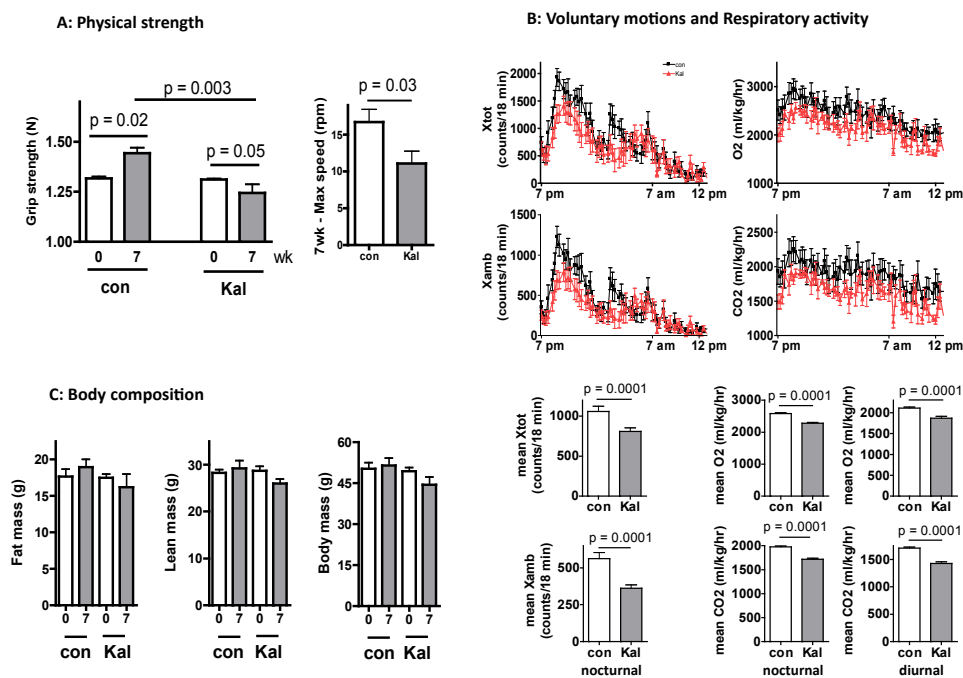 A: Physical strength
p = 0.003
p = 0.02
p = 0.05
Grip strength (N)
1.50
1.25
1.00
0
7
0
7
wk
con
Kal
p = 0.03
7wk - Max speed (rpm)
15
10
5
0
con
Kal
B: Voluntary motions and Respiratory activity
con
Kal
Xtot
(counts/18 min)
2000
1500
1000
500
0
7 pm
7 am
12 pm
O2 (ml/kg/hr)
3000
2000
1000
7 pm
7 am
12 pm
Xamb
(counts/18 min)
1500
1000
500
0
7 pm
7 am
12 pm
CO2 (ml/kg/hr)
2500
2000
1500
1000
7 pm
7 am
12 pm
C: Body composition
Fat mass (g)
20
15
10
5
0
0
7
0
7
con
Kal
Lean mass (g)
30
20
10
0
0
7
0
7
con
Kal
Body mass (g)
60
45
30
15
0
0
7
0
7
con
Kal
p = 0.0001
mean Xtot
(counts/18 min)
1000
500
0
con
Kal
p = 0.0001
mean O2 (ml/kg/hr)
3000
2000
1000
0
con
Kal
p = 0.0001
mean O2 (ml/kg/hr)
2000
1500
1000
500
0
con
Kal
p = 0.0001
mean Xamb
(counts/18 min)
500
250
0
con
Kal
nocturnal
p = 0.0001
mean CO2 (ml/kg/hr)
2000
1500
1000
500
0
con
Kal
nocturnal
p = 0.0001
mean CO2 (ml/kg/hr)
1500
1000
500
0
con
Kal
diurnal